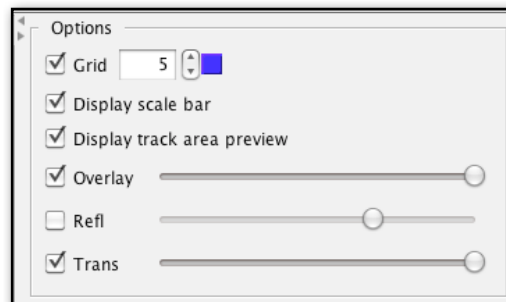 Options
Grid 5
Display scale bar
Display track area preview
Overlay
Refl
Trans